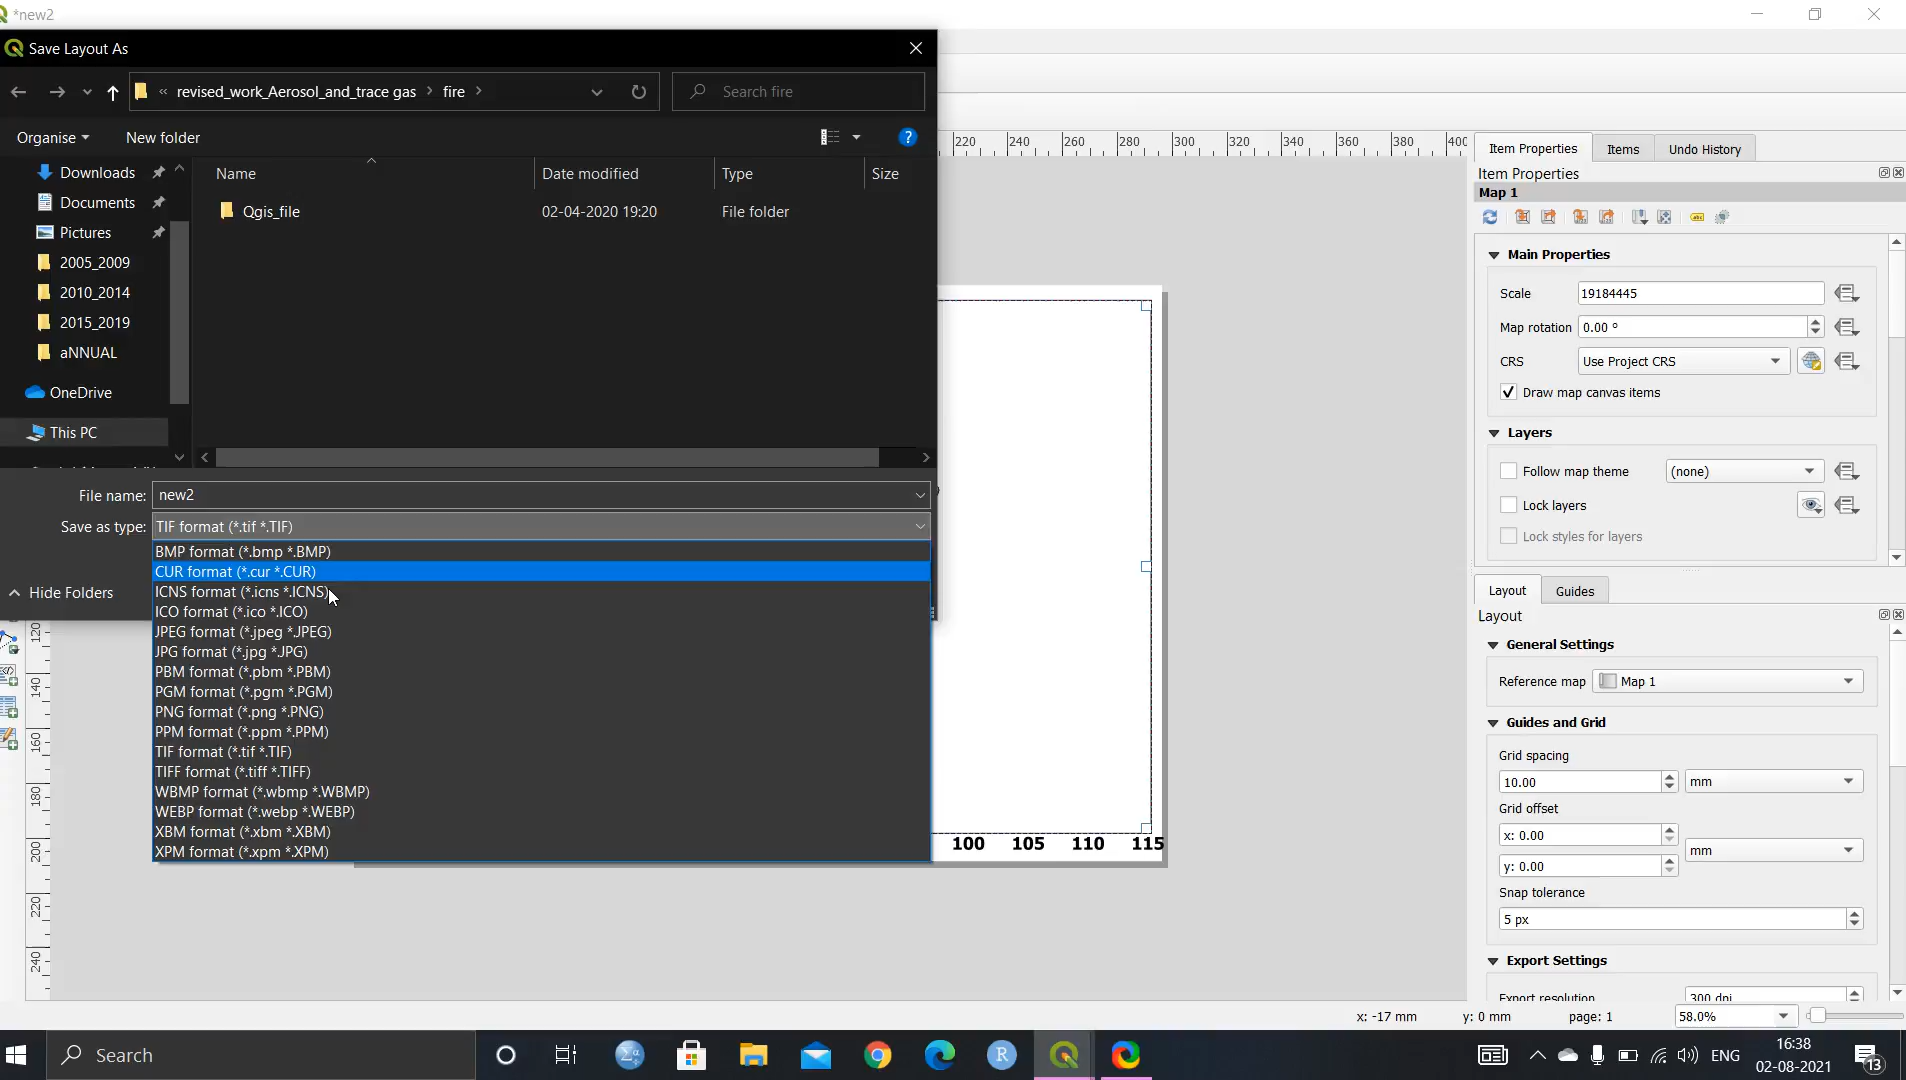 *new2
Save Layout As
« revised_work_Aerosol_and_trace gas › fire ›
Search fire
Organise
New folder
?
Downloads
Documents
Pictures
2005_2009
2010_2014
2015_2019
aNNUAL
OneDrive
This PC
Name
Date modified
Type
Size
Qgis_file
02-04-2020 19:20
File folder
File name: new2
Save as type: TIF format (*.tif *.TIF)
BMP format (*.bmp *.BMP)
CUR format (*.cur *.CUR)
ICNS format (*.icns *.ICNS)
ICO format (*.ico *.ICO)
JPEG format (*.jpeg *.JPEG)
JPG format (*.jpg *.JPG)
PBM format (*.pbm *.PBM)
PGM format (*.pgm *.PGM)
PNG format (*.png *.PNG)
PPM format (*.ppm *.PPM)
TIF format (*.tif *.TIF)
TIFF format (*.tiff *.TIFF)
WBMP format (*.wbmp *.WBMP)
WEBP format (*.webp *.WEBP)
XBM format (*.xbm *.XBM)
XPM format (*.xpm *.XPM)
Hide Folders
220 240 260 280 300 320 340 360 380 400
120
140
160
180
200
220
240
100 105 110 115
Item Properties
Items
Undo History
Item Properties
Map 1
abc
Main Properties
Scale 19184445
Map rotation 0.00 °
CRS Use Project CRS
Draw map canvas items
Layers
Follow map theme (none)
Lock layers
Lock styles for layers
Layout
Guides
Layout
General Settings
Reference map Map 1
Guides and Grid
Grid spacing
10.00 mm
Grid offset
x: 0.00
mm
y: 0.00
Snap tolerance
5 px
Export Settings
Export resolution 300 dpi
x: -17 mm
y: 0 mm
page: 1
58.0%
Search
R
ENG
16:38
02-08-2021
13